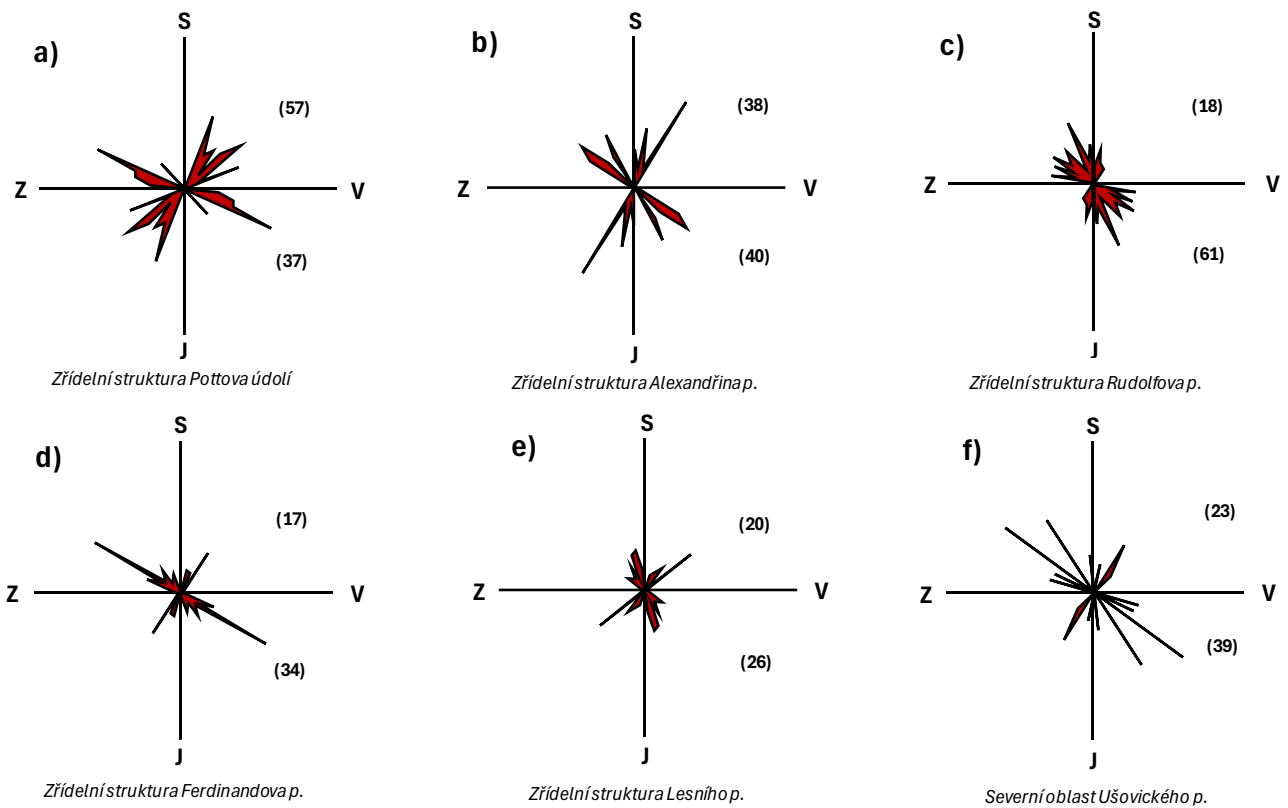 a)
S
(57)
Z
V
(37)
J
Zřídelní struktura Pottova údolí
b)
S
(38)
Z
V
(40)
J
Zřídelní struktura Alexandřina p.
c)
S
(18)
Z
V
(61)
J
Zřídelní struktura Rudolfova p.
d)
S
(17)
Z
V
(34)
J
Zřídelní struktura Ferdinandova p.
e)
S
(20)
Z
V
(26)
J
Zřídelní struktura Lesního p.
f)
S
(23)
Z
V
(39)
J
Severní oblast Ušovického p.